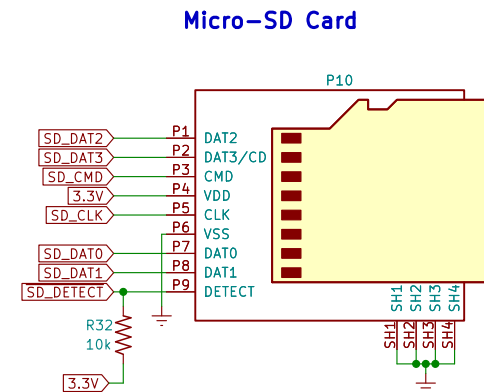 Micro-SD Card
P10
SD_DAT2 P1 DAT2
SD_DAT3 P2 DAT3/CD
SD_CMD P3 CMD
3.3V P4 VDD
SD_CLK P5 CLK
P6 VSS
SD_DAT0 P7 DAT0
SD_DAT1 P8 DAT1
SD_DETECT P9 DETECT
SH1 SH2 SH3 SH4
SH1 SH2 SH3 SH4
R32
10k
3.3V